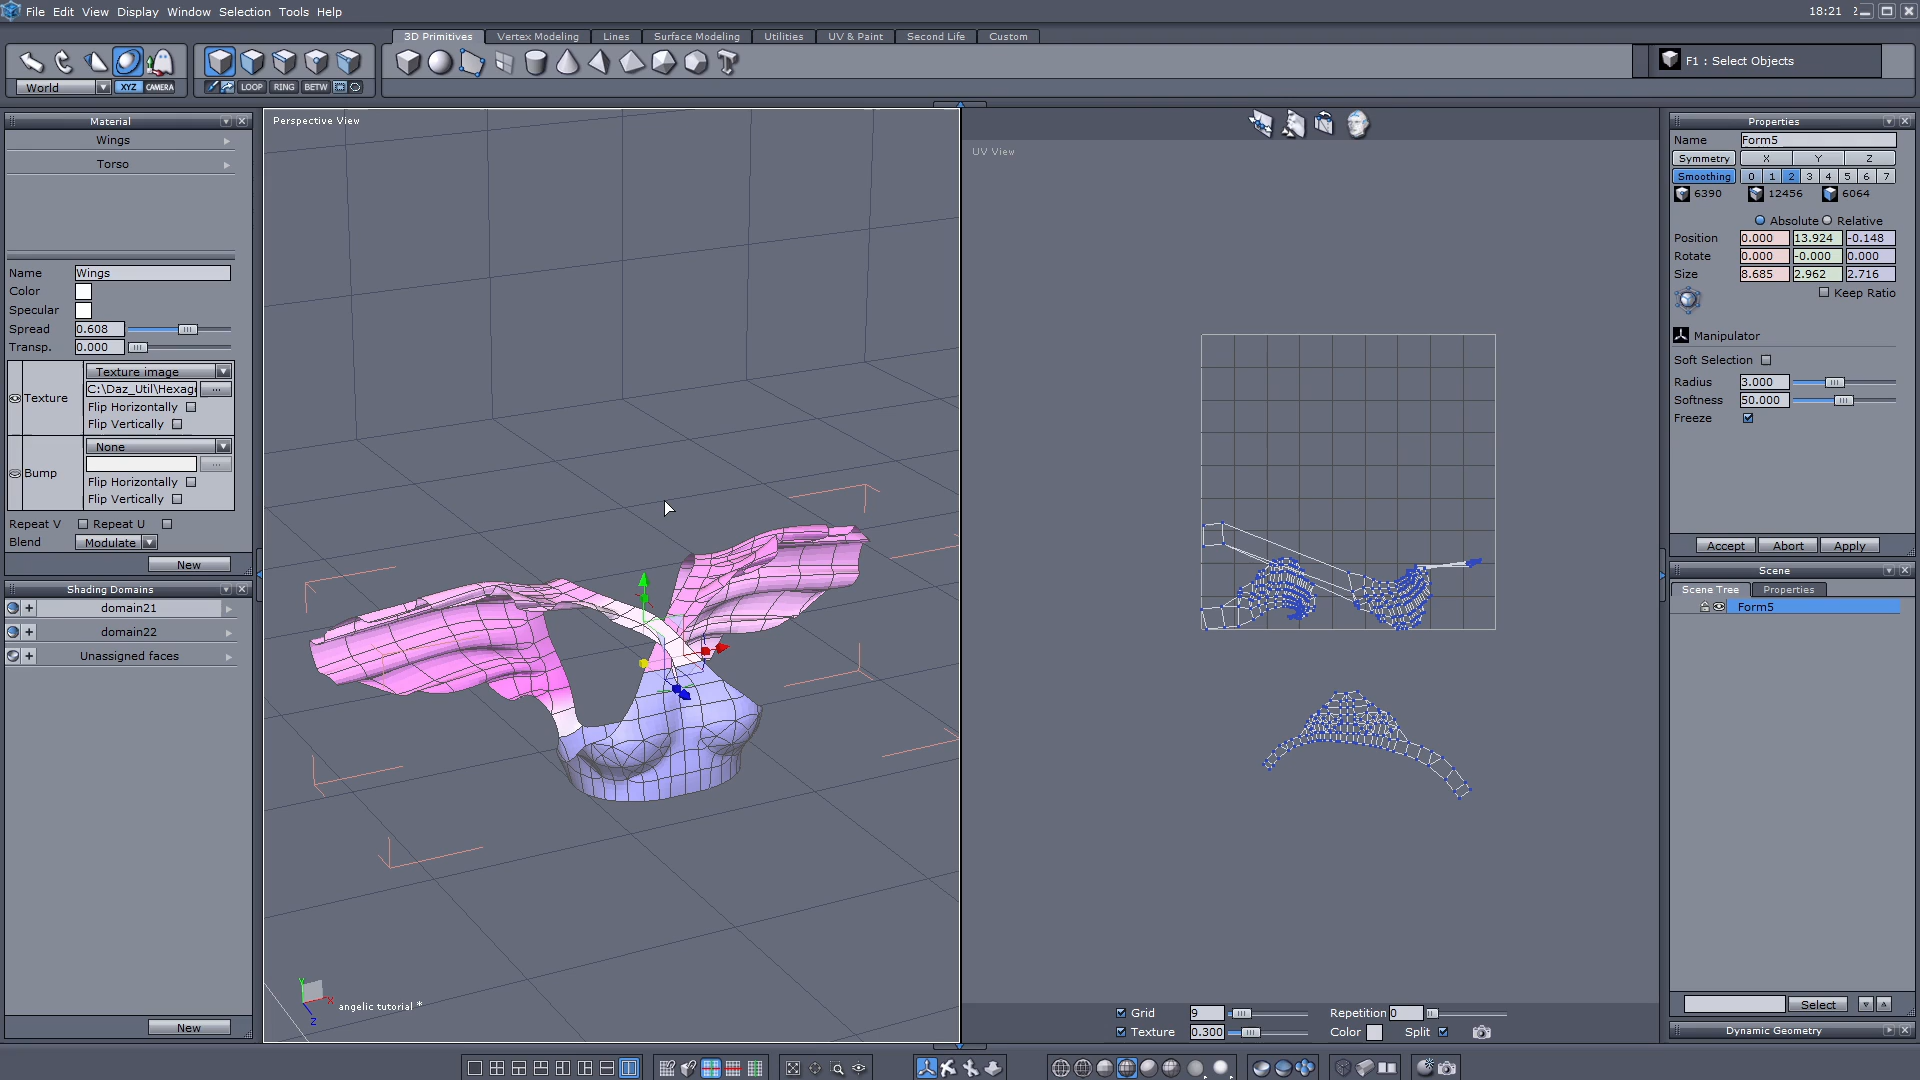 File Edit View Display Window Selection Tools Help
18:21
3D Primitives Vertex Modeling Lines Surface Modeling Utilities UV & Paint Second Life Custom
F1 : Select Objects
World XYZ CAMERA LOOP RING BETW
Material
Wings
Torso
Name Wings
Color
Specular
Spread 0.608
Transp. 0.000
Texture image
Texture C:\Daz_Util\Hexag
Flip Horizontally
Flip Vertically
None
Bump
Flip Horizontally
Flip Vertically
Repeat V Repeat U
Blend Modulate
New
Shading Domains
domain21
domain22
Unassigned faces
New
Perspective View
Y
X
Z
angelic tutorial *
UV View
Grid 9 Repetition 0
Texture 0.300 Color Split
Properties
Name Form5
Symmetry X Y Z
Smoothing 0 1 2 3 4 5 6 7
6390 12456 6064
Absolute Relative
Position 0.000 13.924 -0.148
Rotate 0.000 -0.000 0.000
Size 8.685 2.962 2.716
Keep Ratio
Manipulator
Soft Selection
Radius 3.000
Softness 50.000
Freeze
Accept Abort Apply
Scene
Scene Tree Properties
Form5
Select
Dynamic Geometry